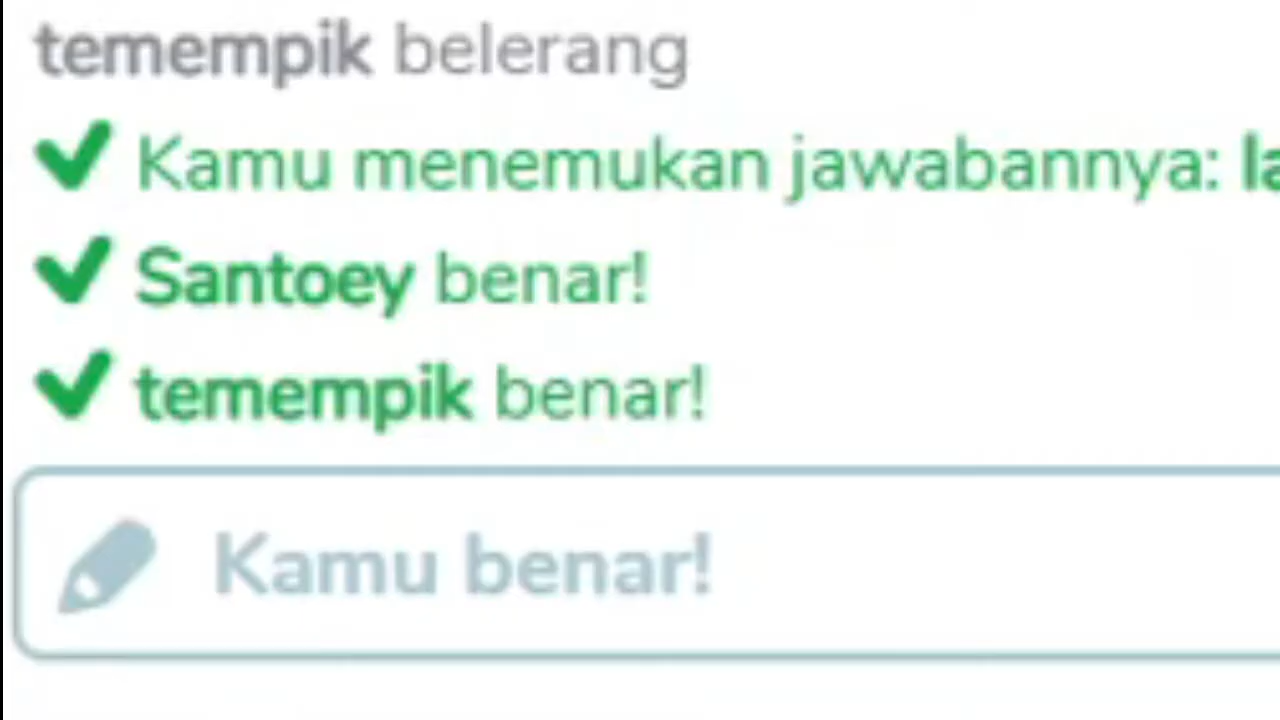 temempik belerang
Kamu menemukan jawabannya:
Santoey benar!
temempik benar!
Kamu benar!